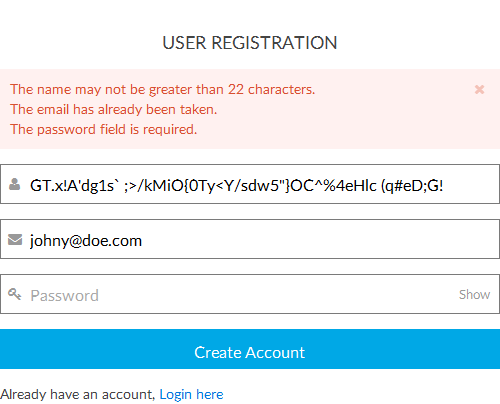 USER REGISTRATION
The name may not be greater than 22 characters.
The email has already been taken.
The password field is required.
GT.x!A'dg1s` ;>/kMiO{0Ty<Y/sdw5"}OC^%4eHlc (q#eD;G!
johny@doe.com
Password Show
Create Account
Already have an account, Login here